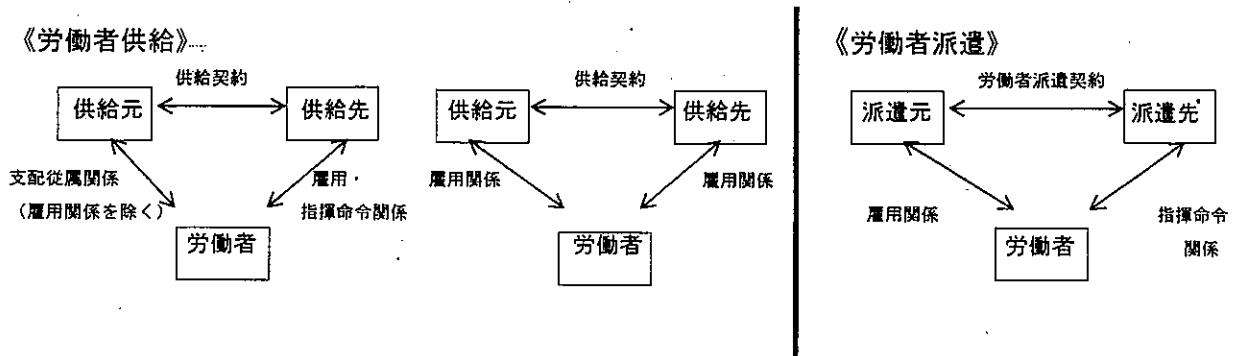 《労働者供給》
供給契約
供給元
供給先
支配従属関係
（雇用関係を除く）
雇用・
指揮命令関係
労働者
供給契約
供給元
供給先
雇用関係
雇用関係
労働者
《労働者派遣》
労働者派遣契約
派遣元
派遣先
雇用関係
指揮命令
関係
労働者